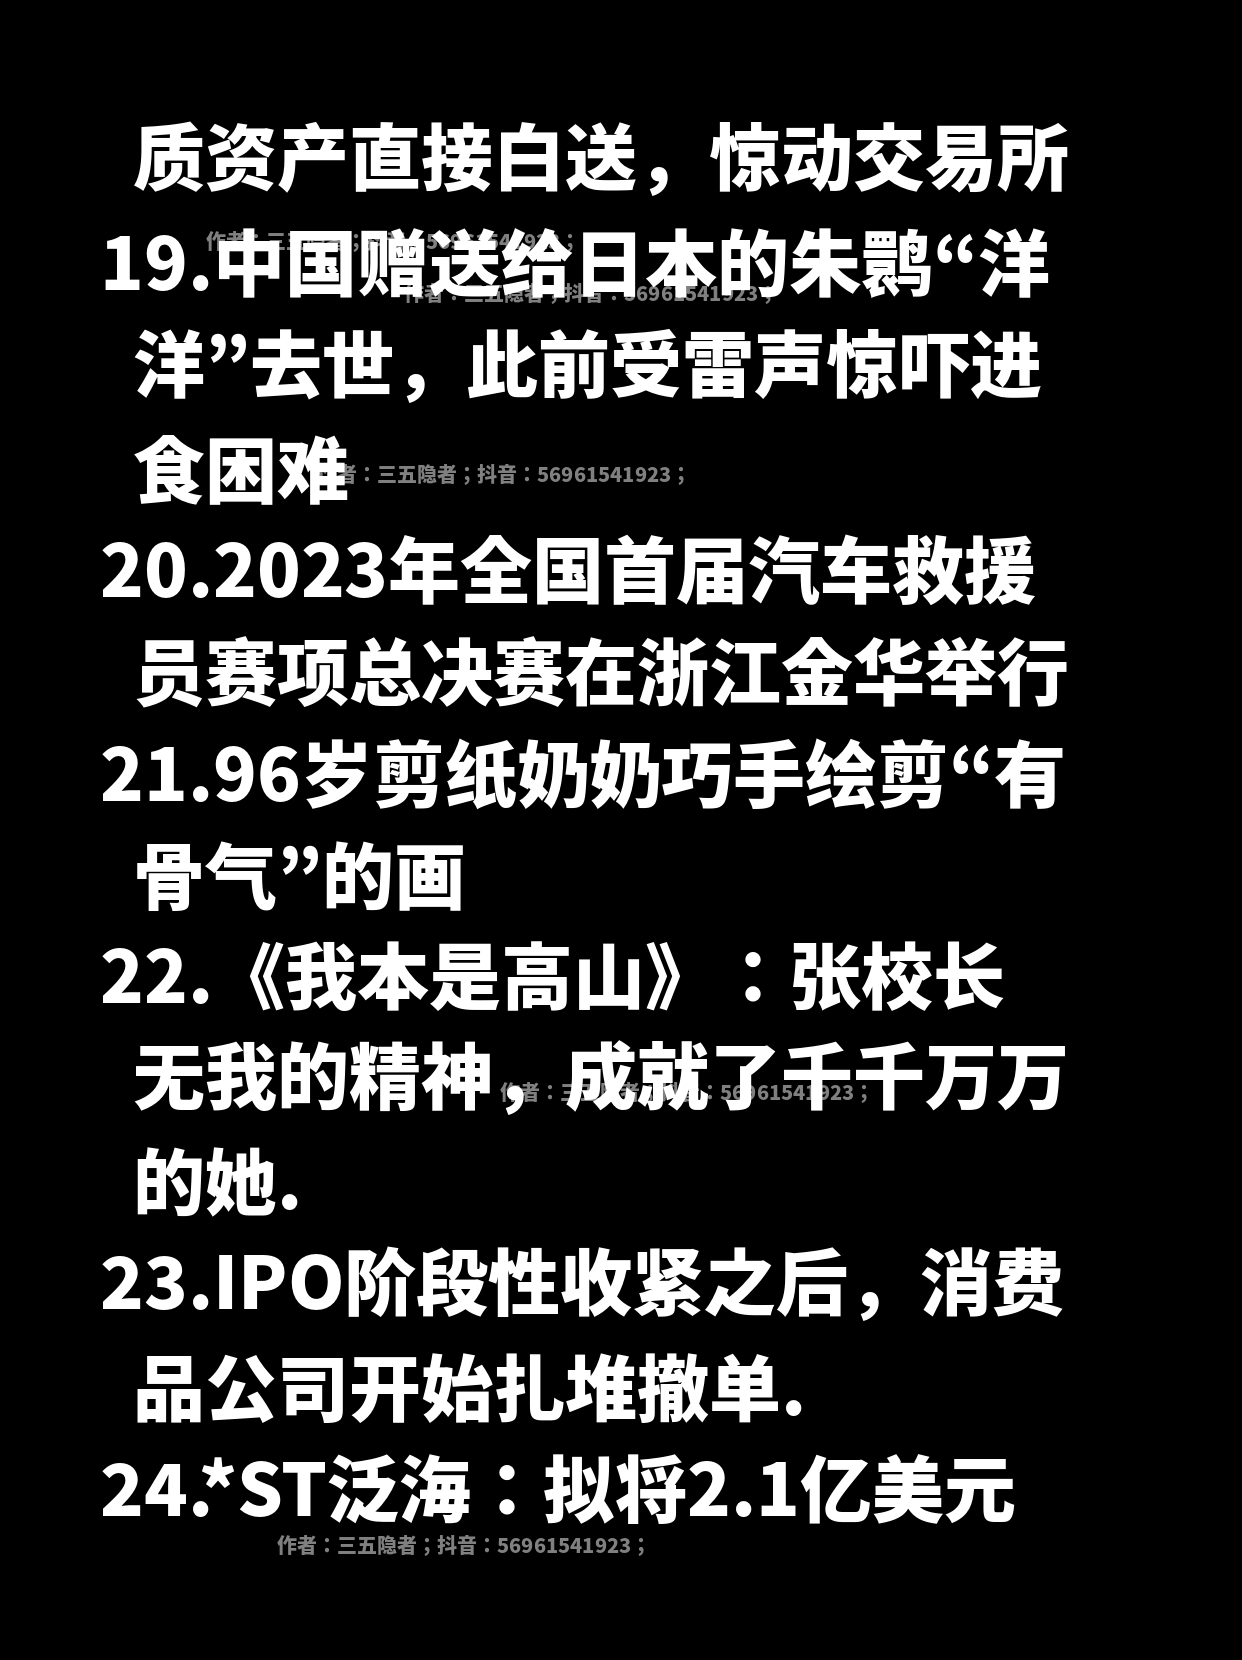 质资产直接白送，惊动交易所
19.中国赠送给日本的朱鹮“洋
作者：三五隐者；抖音：56961541923；
洋”去世，此前受雷声惊吓进
食困难
者：三五隐者；抖音：56961541923；
20.2023年全国首届汽车救援
员赛项总决赛在浙江金华举行
21.96岁剪纸奶奶巧手绘剪“有
骨气”的画
22.《我本是高山》：张校长
无我的精神，成就了千千万万
作者：三五隐者；抖音：56961541923；
的她.
23.IPO阶段性收紧之后，消费
品公司开始扎堆撤单.
24.*ST泛海：拟将2.1亿美元
作者：三五隐者；抖音：56961541923；